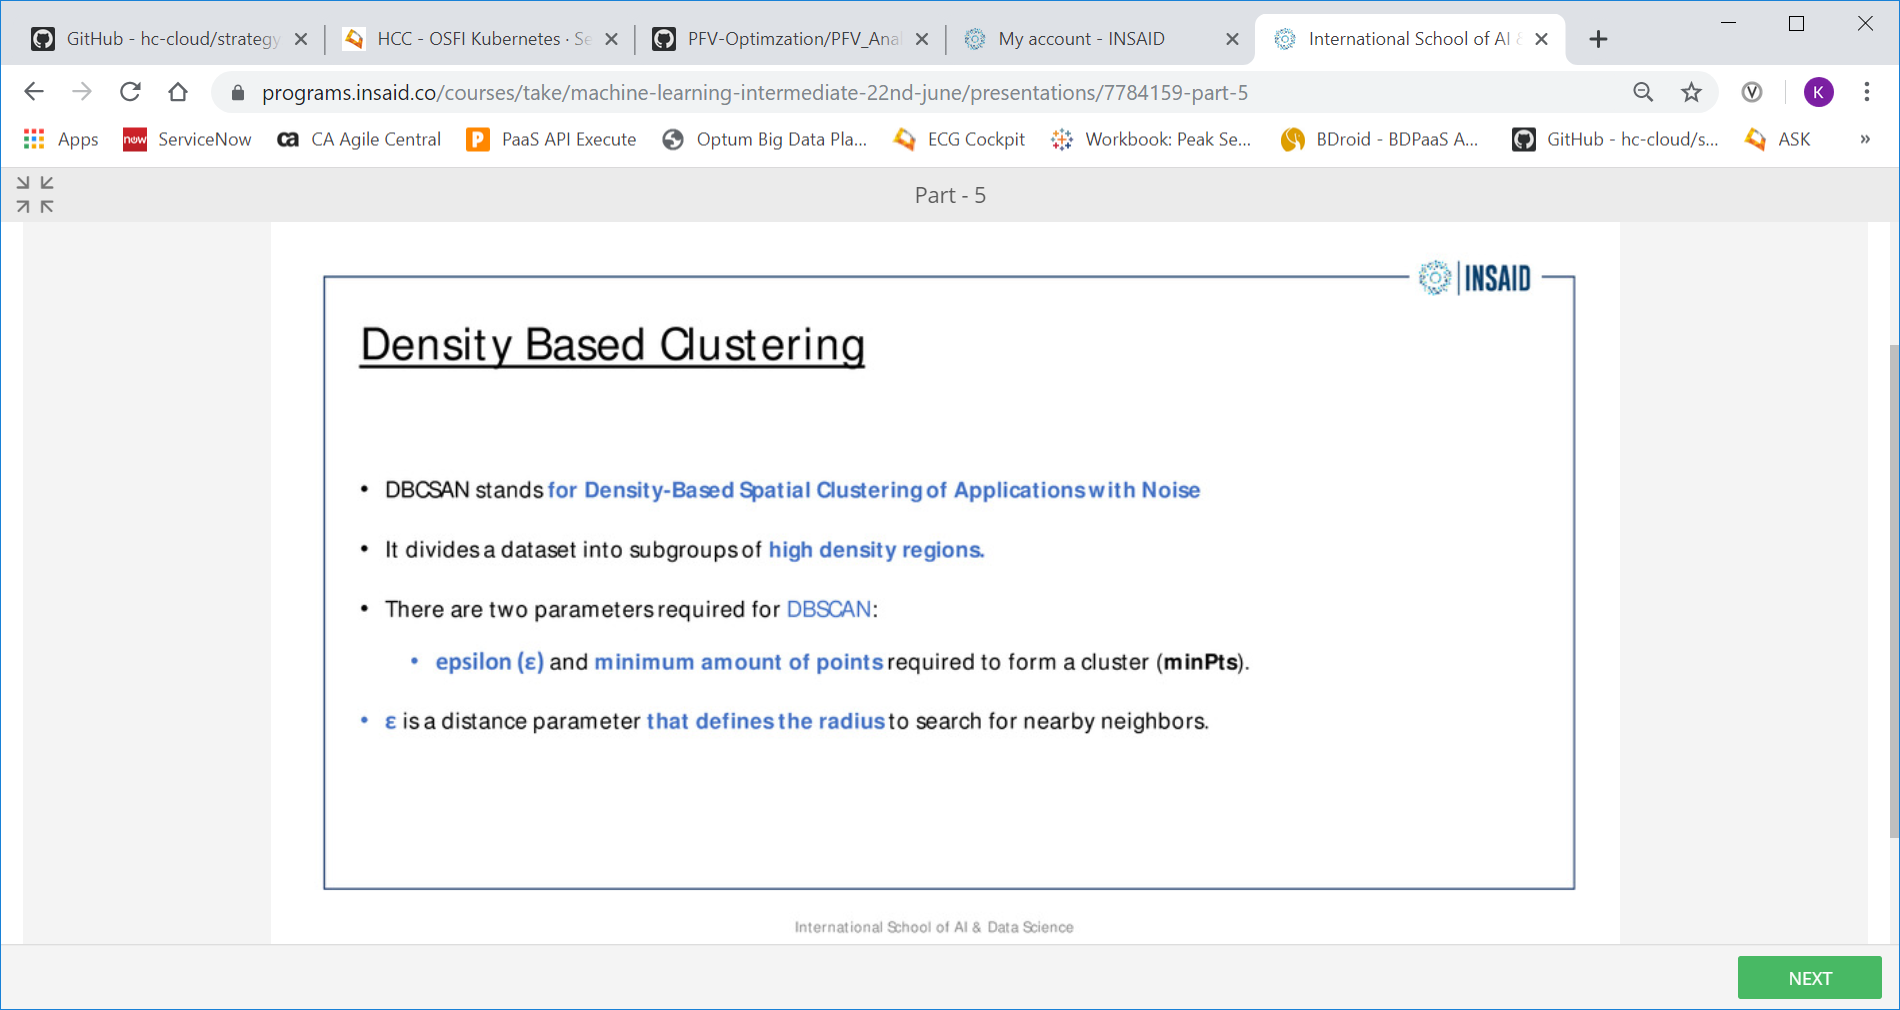 GitHub - hc-cloud/strategy
HCC - OSFI Kubernetes · Se
PFV-Optimzation/PFV_Anal
My account - INSAID
International School of AI &
programs.insaid.co/courses/take/machine-learning-intermediate-22nd-june/presentations/7784159-part-5
K
Apps
now ServiceNow
ca CA Agile Central
P PaaS API Execute
Optum Big Data Pla...
ECG Cockpit
Workbook: Peak Se...
BDroid - BDPaaS A...
GitHub - hc-cloud/s...
ASK
»
Part - 5
INSAID
Density Based Clustering
• DBCSAN stands for Density-Based Spatial Clustering of Applications with Noise
• It divides a dataset into subgroups of high density regions.
• There are two parameters required for DBSCAN:
• epsilon (ε) and minimum amount of points required to form a cluster (minPts).
• ε is a distance parameter that defines the radius to search for nearby neighbors.
International School of AI & Data Science
NEXT